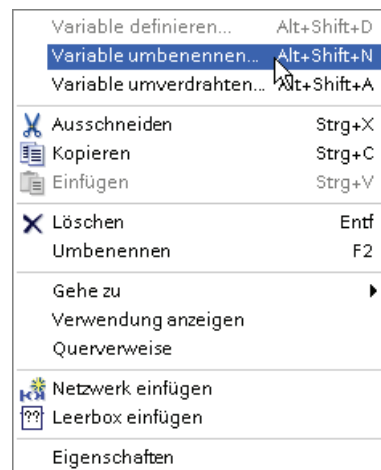 Variable definieren... Alt+Shift+D
Variable umbenennen... Alt+Shift+N
Variable umverdrahten... Alt+Shift+A
Ausschneiden Strg+X
Kopieren Strg+C
Einfügen Strg+V
Löschen Entf
Umbenennen F2
Gehe zu
Verwendung anzeigen
Querverweise
Netzwerk einfügen
?? Leerbox einfügen
Eigenschaften